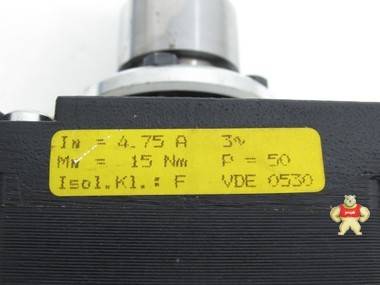 IN = 4.75 A 3~
MN = 15 Nm P = 50
Isol.Kl.: F VDE 0530